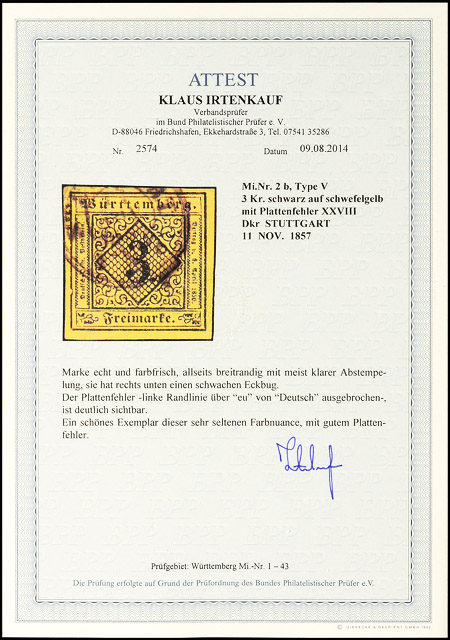 ATTEST
KLAUS IRTENKAUF
Verbandsprüfer
im Bund Philatelistischer Prüfer e. V.
D-88046 Friedrichshafen, Ekkehardstraße 3, Tel. 07541 35286
Nr. 2574 Datum 09.08.2014
Mi.Nr. 2 b, Type V
3 Kr. schwarz auf schwefelgelb
mit Plattenfehler XXVIII
Dkr STUTTGART
11 NOV. 1857
Württemberg.
3
Freimarke.
Marke echt und farbfrisch, allseits breitrandig mit meist klarer Abstempe-
lung, sie hat rechts unten einen schwachen Eckbug.
Der Plattenfehler -linke Randlinie über "eu" von "Deutsch" ausgebrochen-,
ist deutlich sichtbar.
Ein schönes Exemplar dieser sehr seltenen Farbnuance, mit gutem Platten-
fehler.
Prüfgebiet: Württemberg Mi.-Nr. 1 – 43
Die Prüfung erfolgte auf Grund der Prüfordnung des Bundes Philatelistischer Prüfer e.V.